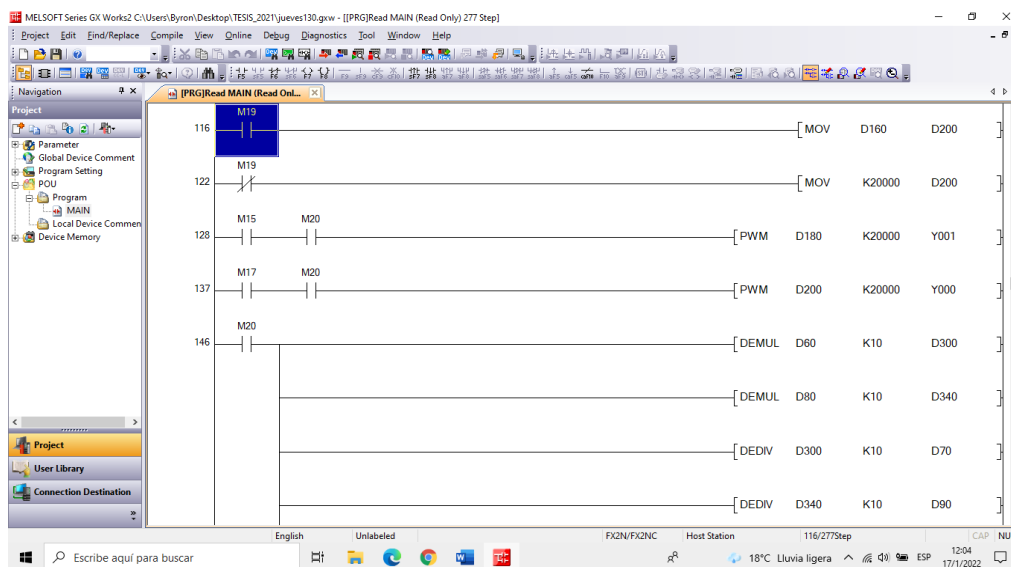 MELSOFT Series GX Works2 C:\Users\Byron\Desktop\TESIS_2021\jueves130.gxw - [[PRG]Read MAIN (Read Only) 277 Step]
Project Edit Find/Replace Compile View Online Debug Diagnostics Tool Window Help
Navigation
[PRG]Read MAIN (Read Onl...
Project
Parameter
Global Device Comment
Program Setting
POU
Program
MAIN
Local Device Commen
Device Memory
Project
User Library
Connection Destination
M19
116 MOV D160 D200
M19
122 MOV K20000 D200
M15 M20
128 PWM D180 K20000 Y001
M17 M20
137 PWM D200 K20000 Y000
M20
146 DEMUL D60 K10 D300
DEMUL D80 K10 D340
DEDIV D300 K10 D70
DEDIV D340 K10 D90
English Unlabeled FX2N/FX2NC Host Station 116/277Step CAP NU
Escribe aquí para buscar
18°C Lluvia ligera ESP 12:04
17/1/2022